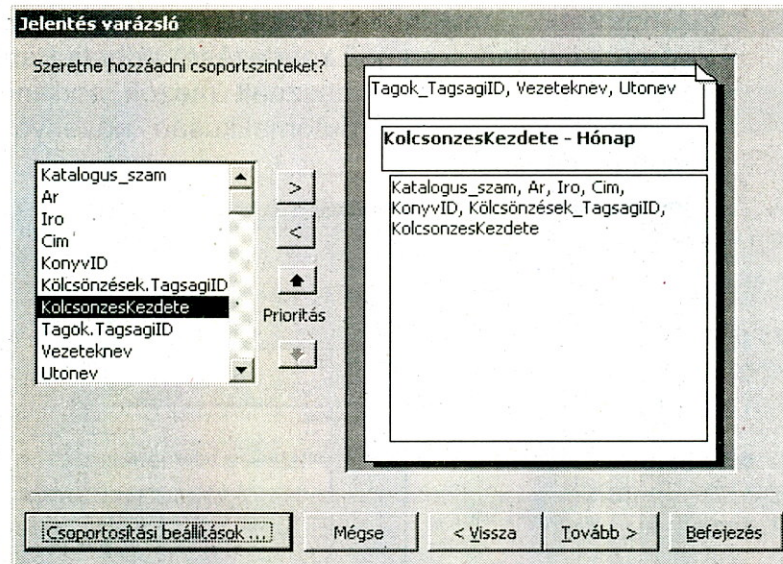 Jelentés varázsló
Szeretne hozzáadni csoportszinteket?
Katalogus_szam
Ar
Iro
Cim
KonyvID
Kölcsönzések.TagsagiID
KolcsonzesKezdete
Tagok.TagsagiID
Vezeteknev
Utonev
>
<
Prioritás
Tagok_TagsagiID, Vezeteknev, Utonev
KolcsonzesKezdete - Hónap
Katalogus_szam, Ar, Iro, Cim,
KonyvID, Kölcsönzések_TagsagiID,
KolcsonzesKezdete
Csoportosítási beállítások ...
Mégse
< Vissza
Tovább >
Befejezés